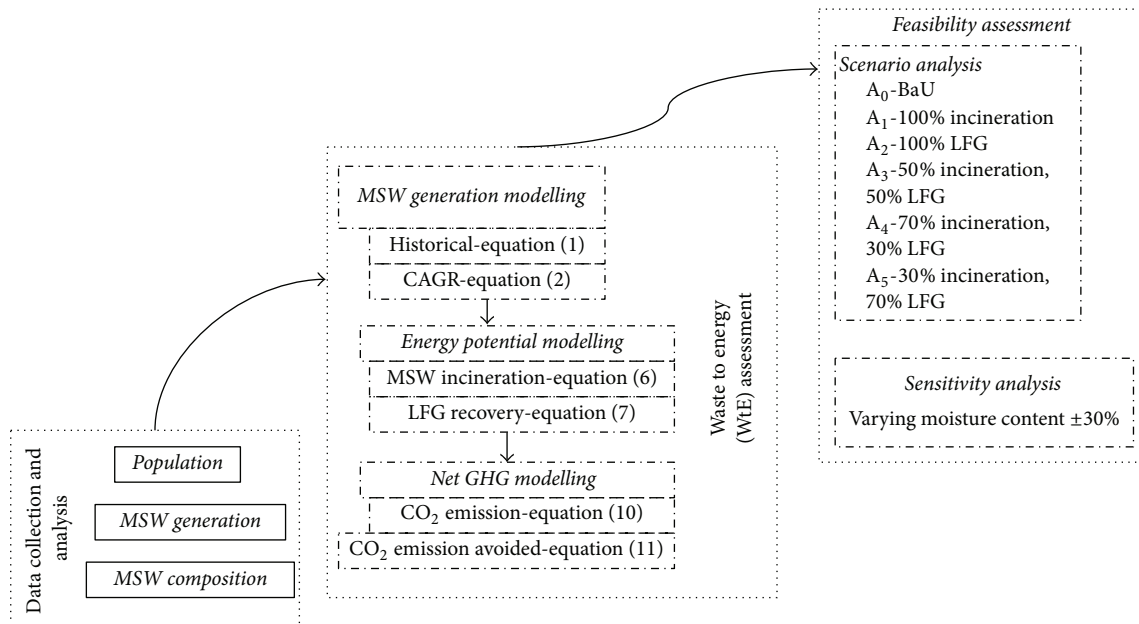 Data collection and
analysis
Population
MSW generation
MSW composition
MSW generation modelling
Historical-equation (1)
CAGR-equation (2)
Energy potential modelling
MSW incineration-equation (6)
LFG recovery-equation (7)
Net GHG modelling
CO₂ emission-equation (10)
CO₂ emission avoided-equation (11)
Waste to energy
(WtE) assessment
Feasibility assessment
Scenario analysis
A₀-BaU
A₁-100% incineration
A₂-100% LFG
A₃-50% incineration,
50% LFG
A₄-70% incineration,
30% LFG
A₅-30% incineration,
70% LFG
Sensitivity analysis
Varying moisture content ±30%